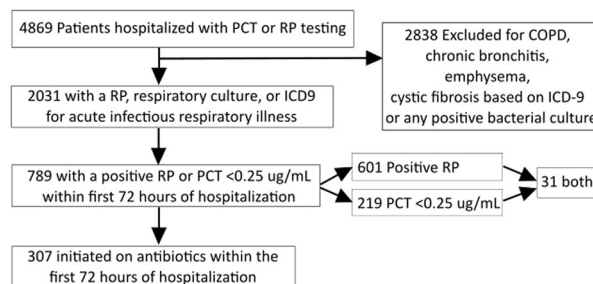 4869 Patients hospitalized with PCT or RP testing
2838 Excluded for COPD,
chronic bronchitis,
emphysema,
cystic fibrosis based on ICD-9
or any positive bacterial culture
2031 with a RP, respiratory culture, or ICD9
for acute infectious respiratory illness
789 with a positive RP or PCT <0.25 ug/mL
within first 72 hours of hospitalization
601 Positive RP
219 PCT <0.25 ug/mL
31 both
307 initiated on antibiotics within the
first 72 hours of hospitalization